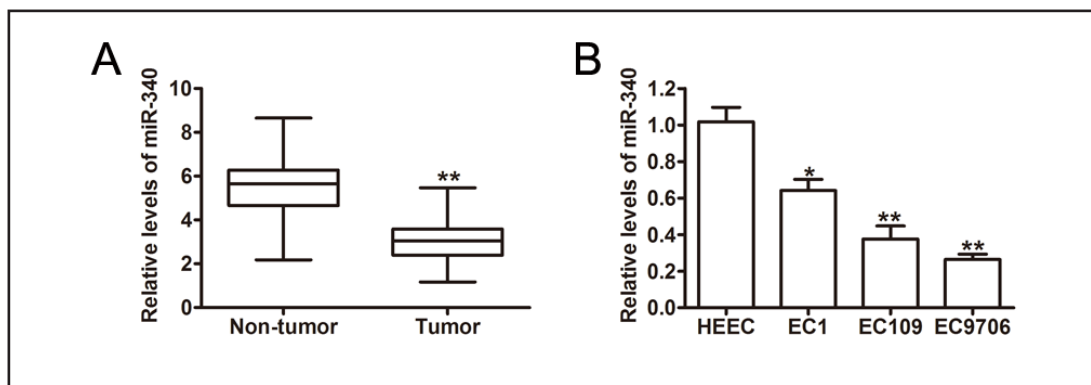 A
Relative levels of miR-340
10
8
6
4
2
0
**
Non-tumor Tumor
B
Relative levels of miR-340
1.2
1.0
0.8
0.6
0.4
0.2
0.0
*
**
**
HEEC EC1 EC109 EC9706